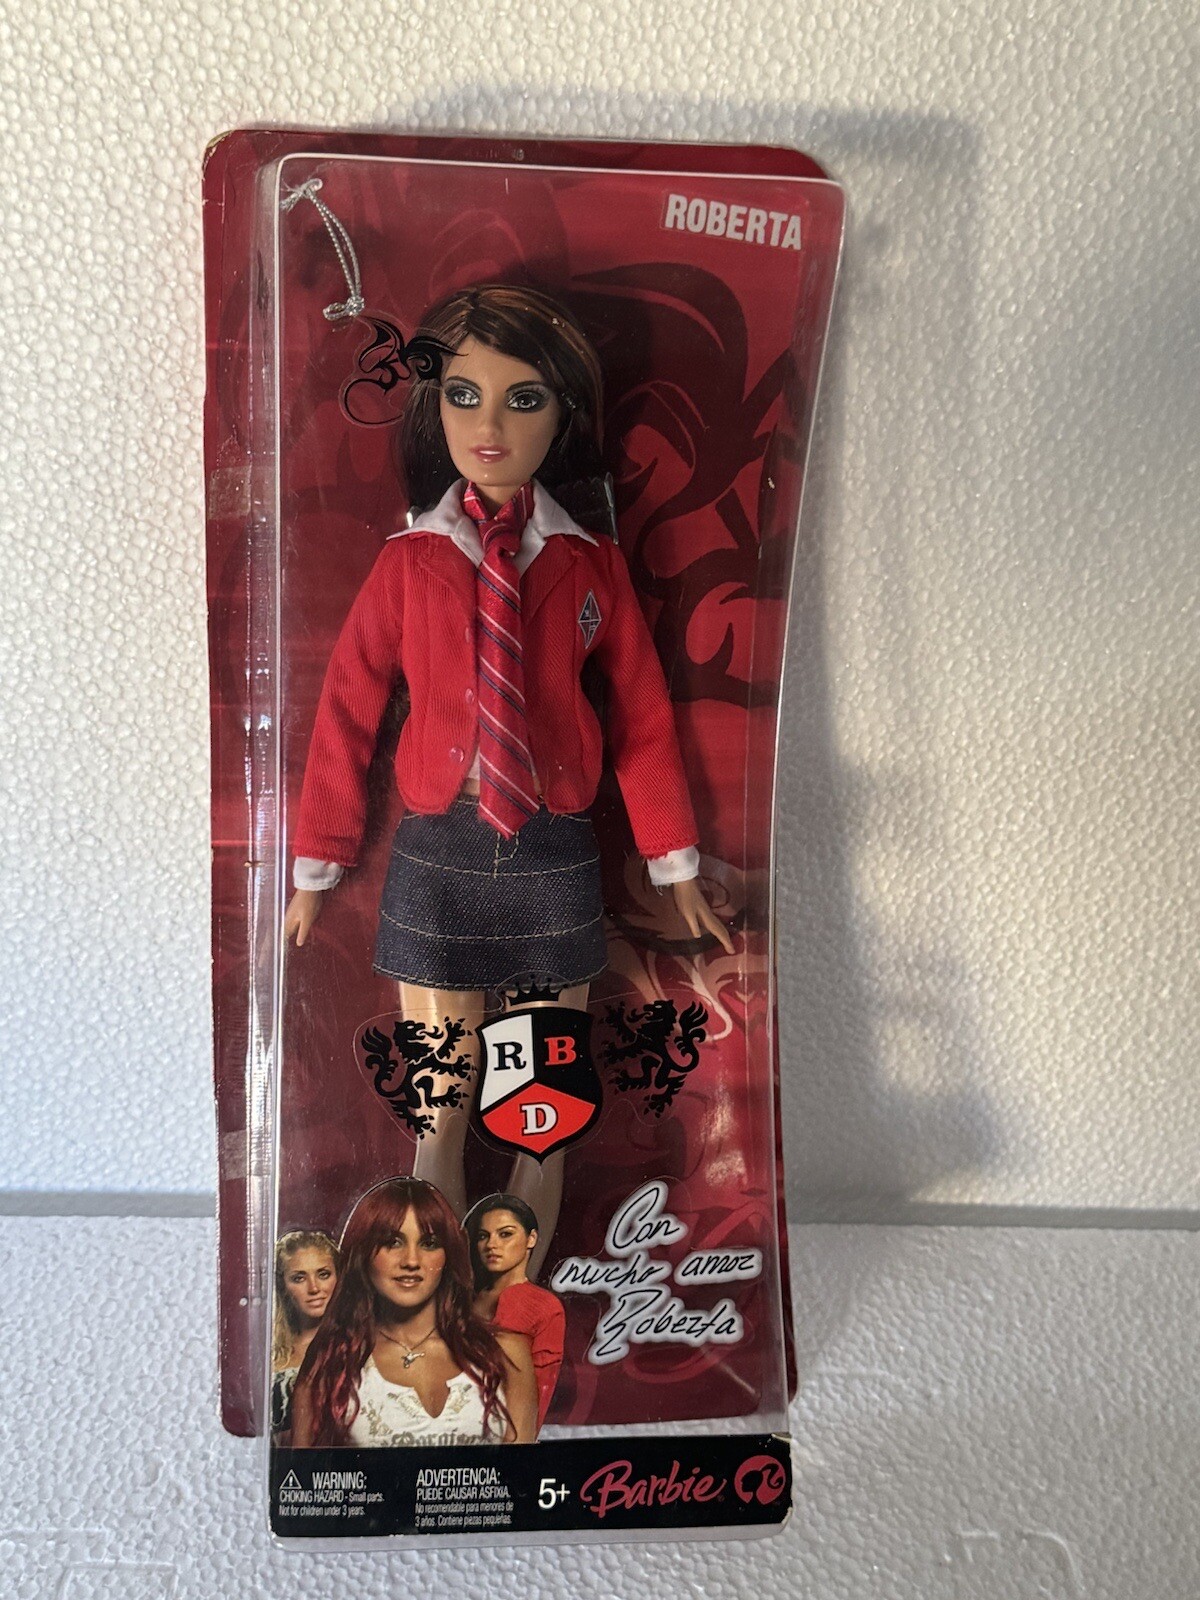 ROBERTA
R B
D
Con
mucho amor
Roberta
WARNING:
CHOKING HAZARD - Small parts.
Not for children under 3 years.
ADVERTENCIA:
PUEDE CAUSAR ASFIXIA.
No recomendable para menores de
3 años. Contiene piezas pequeñas.
5+
Barbie